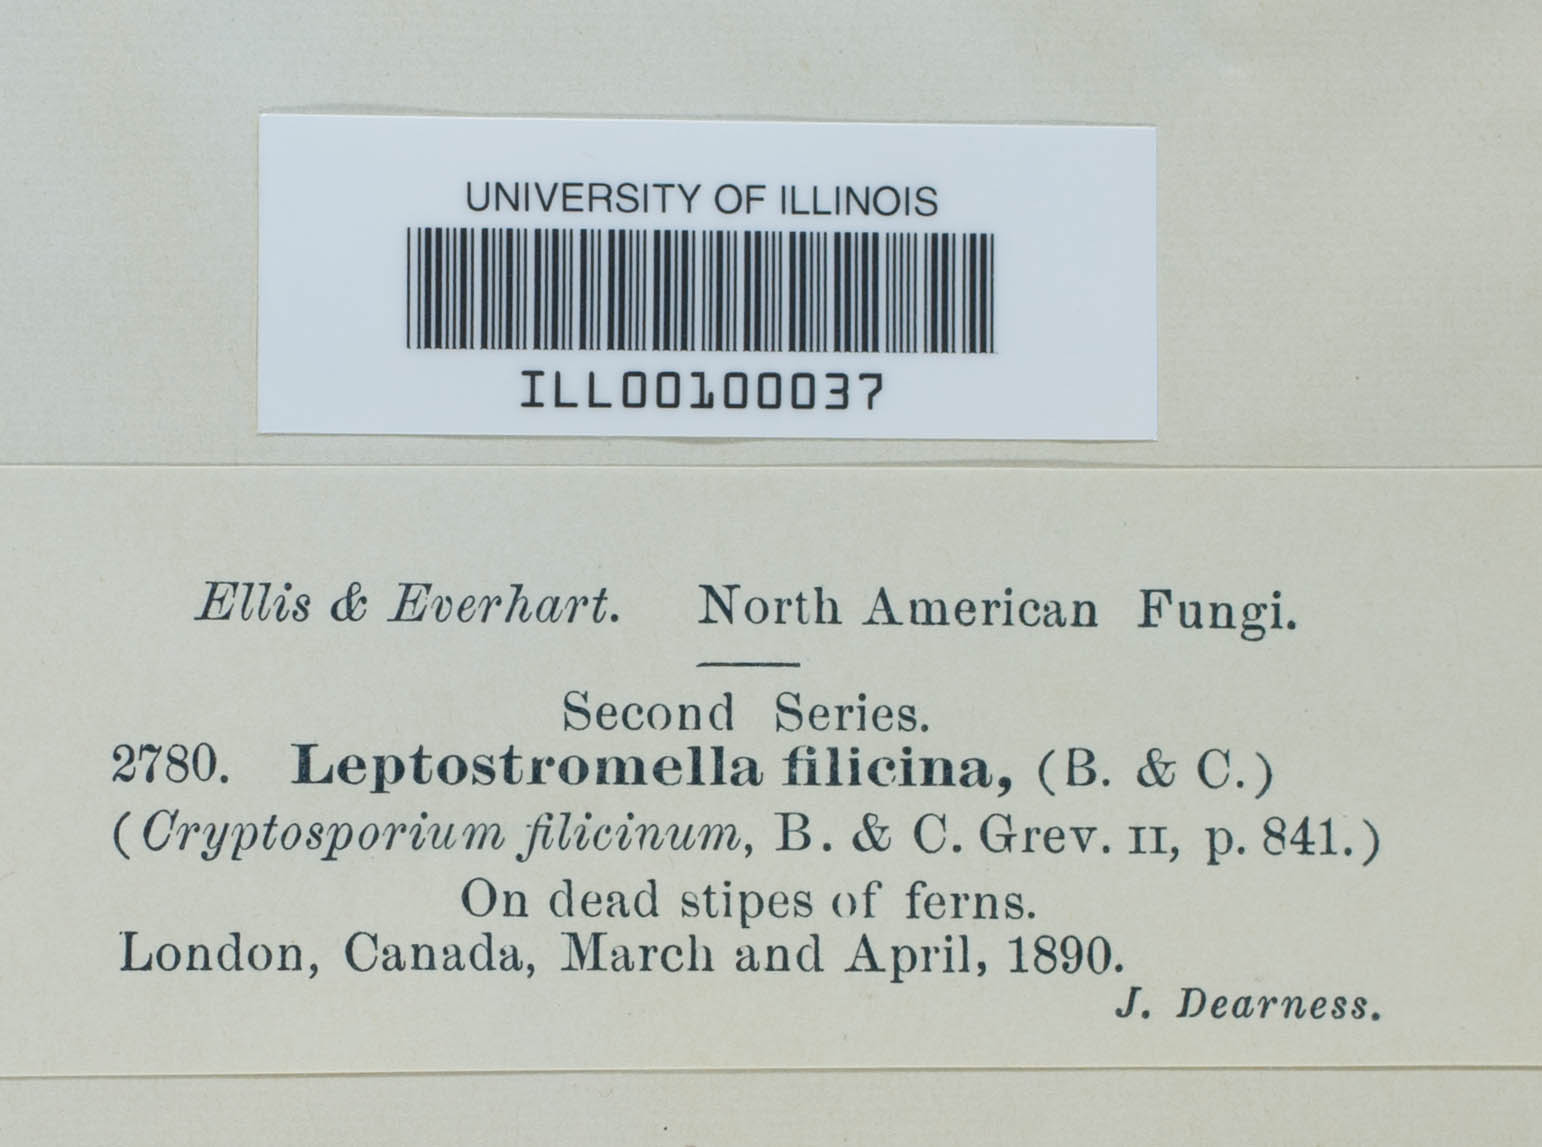 UNIVERSITY OF ILLINOIS
ILL00100037
Ellis & Everhart. North American Fungi.
Second Series.
2780. Leptostromella filicina, (B. & C.)
(Cryptosporium filicinum, B. & C. Grev. II, p. 841.)
On dead stipes of ferns.
London, Canada, March and April, 1890.
J. Dearness.